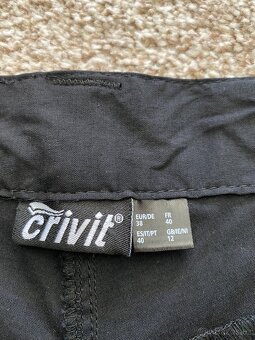 crivit®
EUR/DE
38
FR
40
ES/IT/PT
40
GB/IE/NI
12